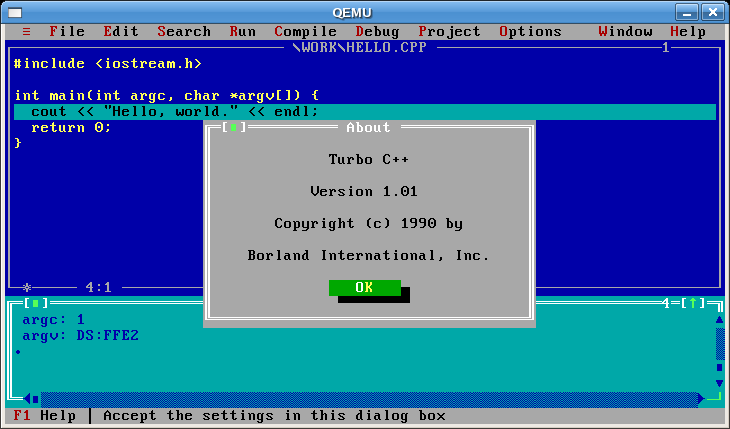 QEMU
≡ File Edit Search Run Compile Debug Project Options Window Help
\WORK\HELLO.CPP 1
#include <iostream.h>
int main(int argc, char *argv[]) {
cout << "Hello, world." << endl;
return 0;
}
[■] About
Turbo C++
Version 1.01
Copyright (c) 1990 by
Borland International, Inc.
OK
* 4:1
[■] 4=[↑]
argc: 1
argv: DS:FFE2
F1 Help | Accept the settings in this dialog box